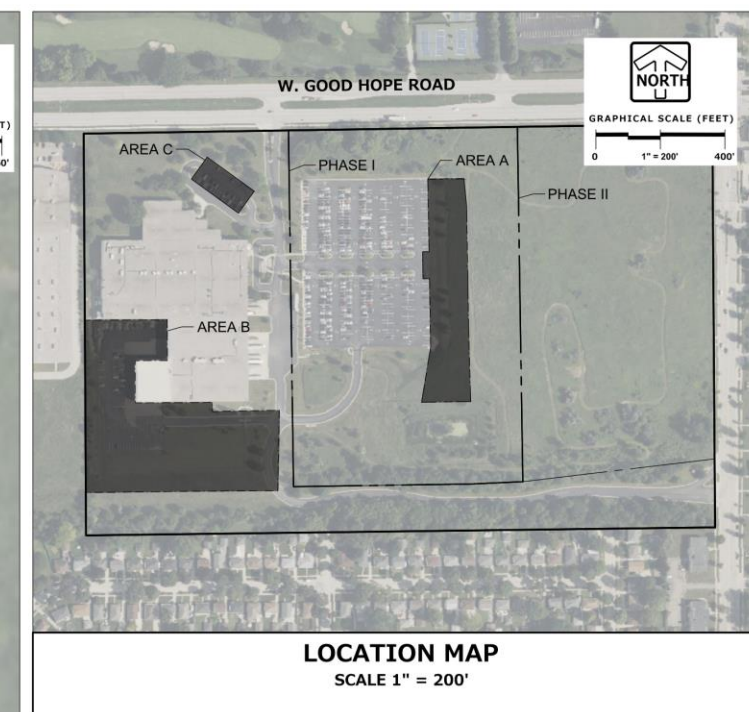 T)
0'
W. GOOD HOPE ROAD
NORTH
GRAPHICAL SCALE (FEET)
0 1" = 200' 400'
AREA C
PHASE I
AREA A
PHASE II
AREA B
LOCATION MAP
SCALE 1" = 200'